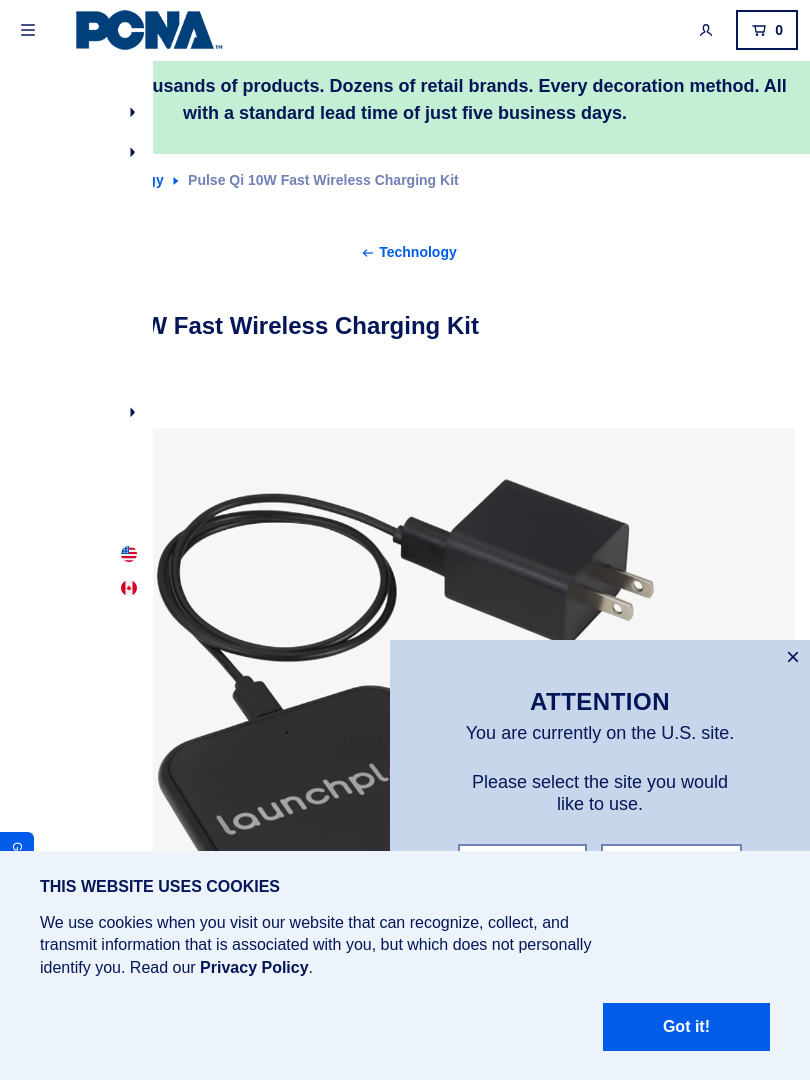 PCNA™
0
usands of products. Dozens of retail brands. Every decoration method. All
with a standard lead time of just five business days.
gy Pulse Qi 10W Fast Wireless Charging Kit
Technology
W Fast Wireless Charging Kit
launchpl
ATTENTION
You are currently on the U.S. site.
Please select the site you would
like to use.
G
THIS WEBSITE USES COOKIES
We use cookies when you visit our website that can recognize, collect, and
transmit information that is associated with you, but which does not personally
identify you. Read our Privacy Policy.
Got it!